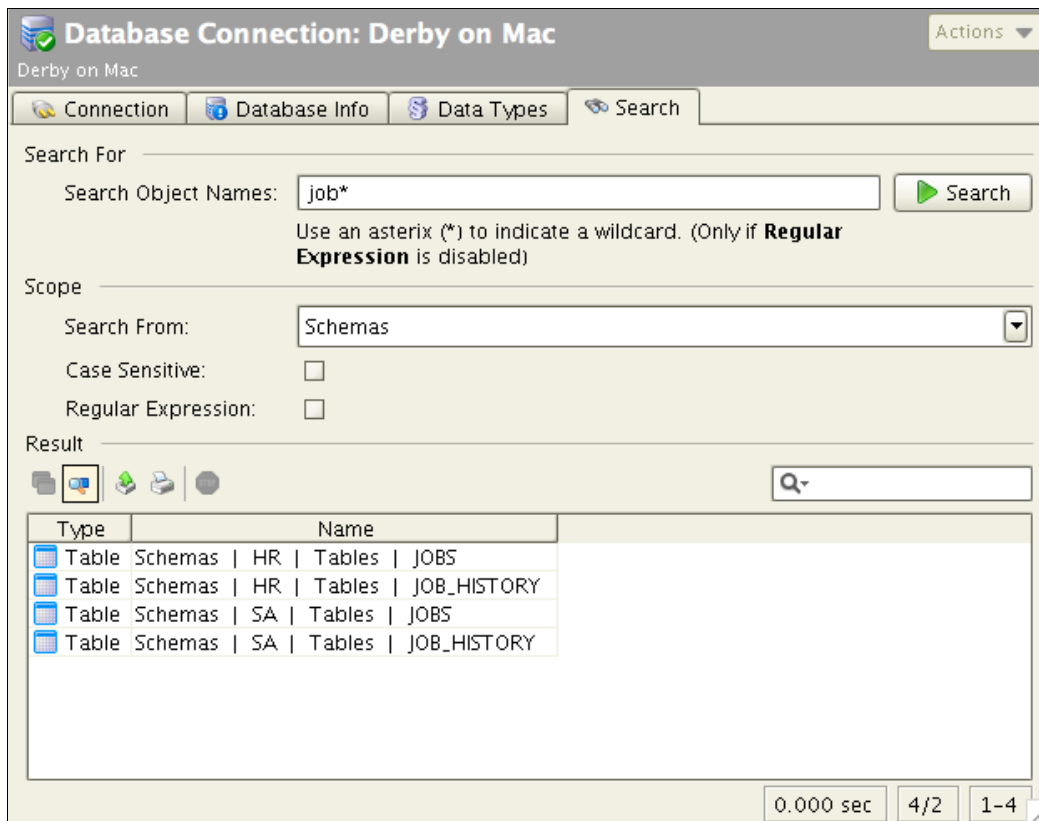 Database Connection: Derby on Mac
Actions
Derby on Mac
Connection
Database Info
Data Types
Search
Search For
Search Object Names:
job*
Search
Use an asterix (*) to indicate a wildcard. (Only if Regular
Expression is disabled)
Scope
Search From:
Schemas
Case Sensitive:
Regular Expression:
Result
Type Name
Table Schemas | HR | Tables | JOBS
Table Schemas | HR | Tables | JOB_HISTORY
Table Schemas | SA | Tables | JOBS
Table Schemas | SA | Tables | JOB_HISTORY
0.000 sec 4/2 1-4